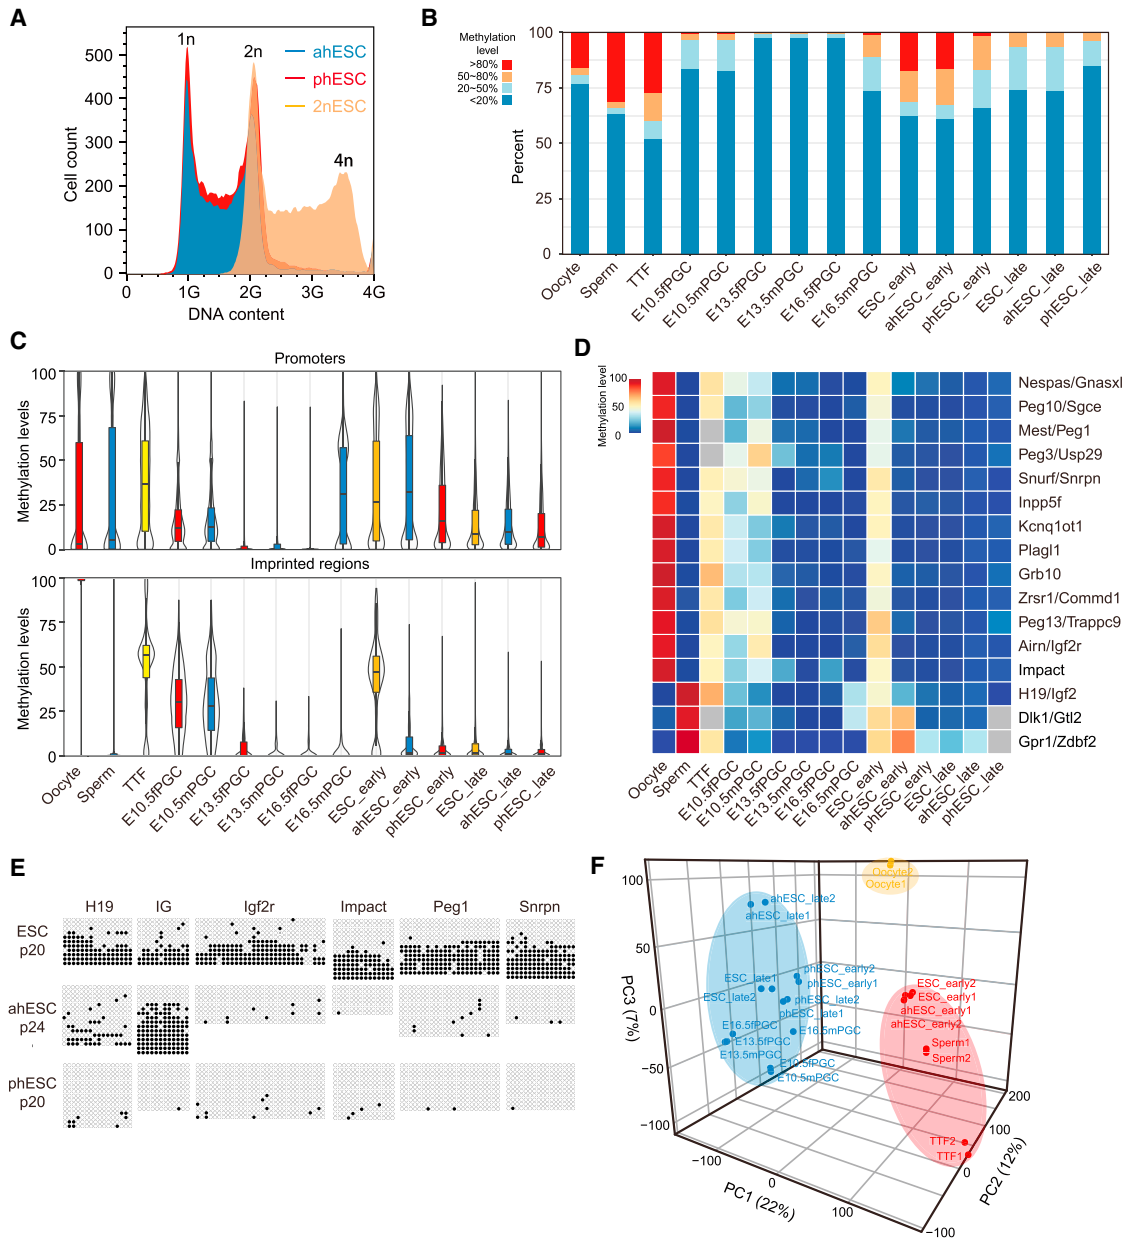 A
1n
2n
4n
ahESC
phESC
2nESC
500
400
300
200
100
0
Cell count
0 1G 2G 3G 4G
DNA content
B
Methylation
level
>80%
50~80%
20~50%
<20%
100
75
50
25
0
Percent
Oocyte
Sperm
TTF
E10.5fPGC
E10.5mPGC
E13.5fPGC
E13.5mPGC
E16.5fPGC
E16.5mPGC
ESC_early
ahESC_early
phESC_early
ESC_late
ahESC_late
phESC_late
C
Promoters
100
75
50
25
0
Methylation levels
Imprinted regions
100
75
50
25
0
Methylation levels
Oocyte
Sperm
TTF
E10.5fPGC
E10.5mPGC
E13.5fPGC
E13.5mPGC
E16.5fPGC
E16.5mPGC
ESC_early
ahESC_early
phESC_early
ESC_late
ahESC_late
phESC_late
D
Methylation level
100
50
0
Nespas/Gnasxl
Peg10/Sgce
Mest/Peg1
Peg3/Usp29
Snurf/Snrpn
Inpp5f
Kcnq1ot1
Plagl1
Grb10
Zrsr1/Commd1
Peg13/Trappc9
Airn/Igf2r
Impact
H19/Igf2
Dlk1/Gtl2
Gpr1/Zdbf2
Oocyte
Sperm
TTF
E10.5fPGC
E10.5mPGC
E13.5fPGC
E13.5mPGC
E16.5fPGC
E16.5mPGC
ESC_early
ahESC_early
phESC_early
ESC_late
ahESC_late
phESC_late
E
H19 IG Igf2r Impact Peg1 Snrpn
ESC
p20
ahESC
p24
phESC
p20
F
100
50
0
−50
−100
PC3 (7%)
−100
0
100
PC1 (22%)
200
100
0
−100
PC2 (12%)
Oocyte2
Oocyte1
ahESC_late2
ahESC_late1
phESC_early2
phESC_early1
ESC_late1
ESC_late2
phESC_late2
phESC_late1
E16.5fPGC
E16.5mPGC
E13.5fPGC
E13.5mPGC
E10.5fPGC
E10.5mPGC
ESC_early2
ESC_early1
ahESC_early1
ahESC_early2
Sperm1
Sperm2
TTF2
TTF1